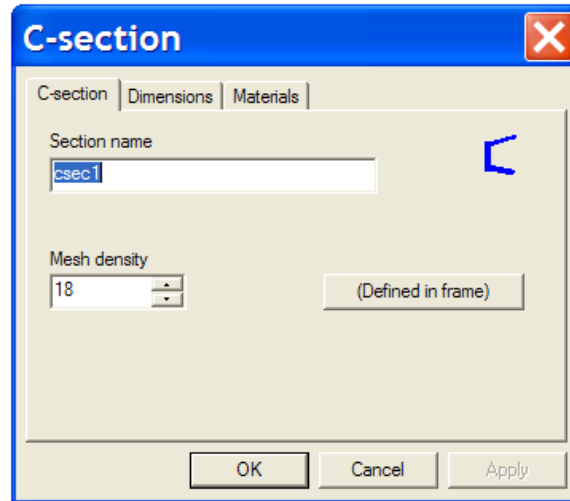 C-section
C-section Dimensions Materials
Section name
csec1
Mesh density
18
(Defined in frame)
OK Cancel Apply